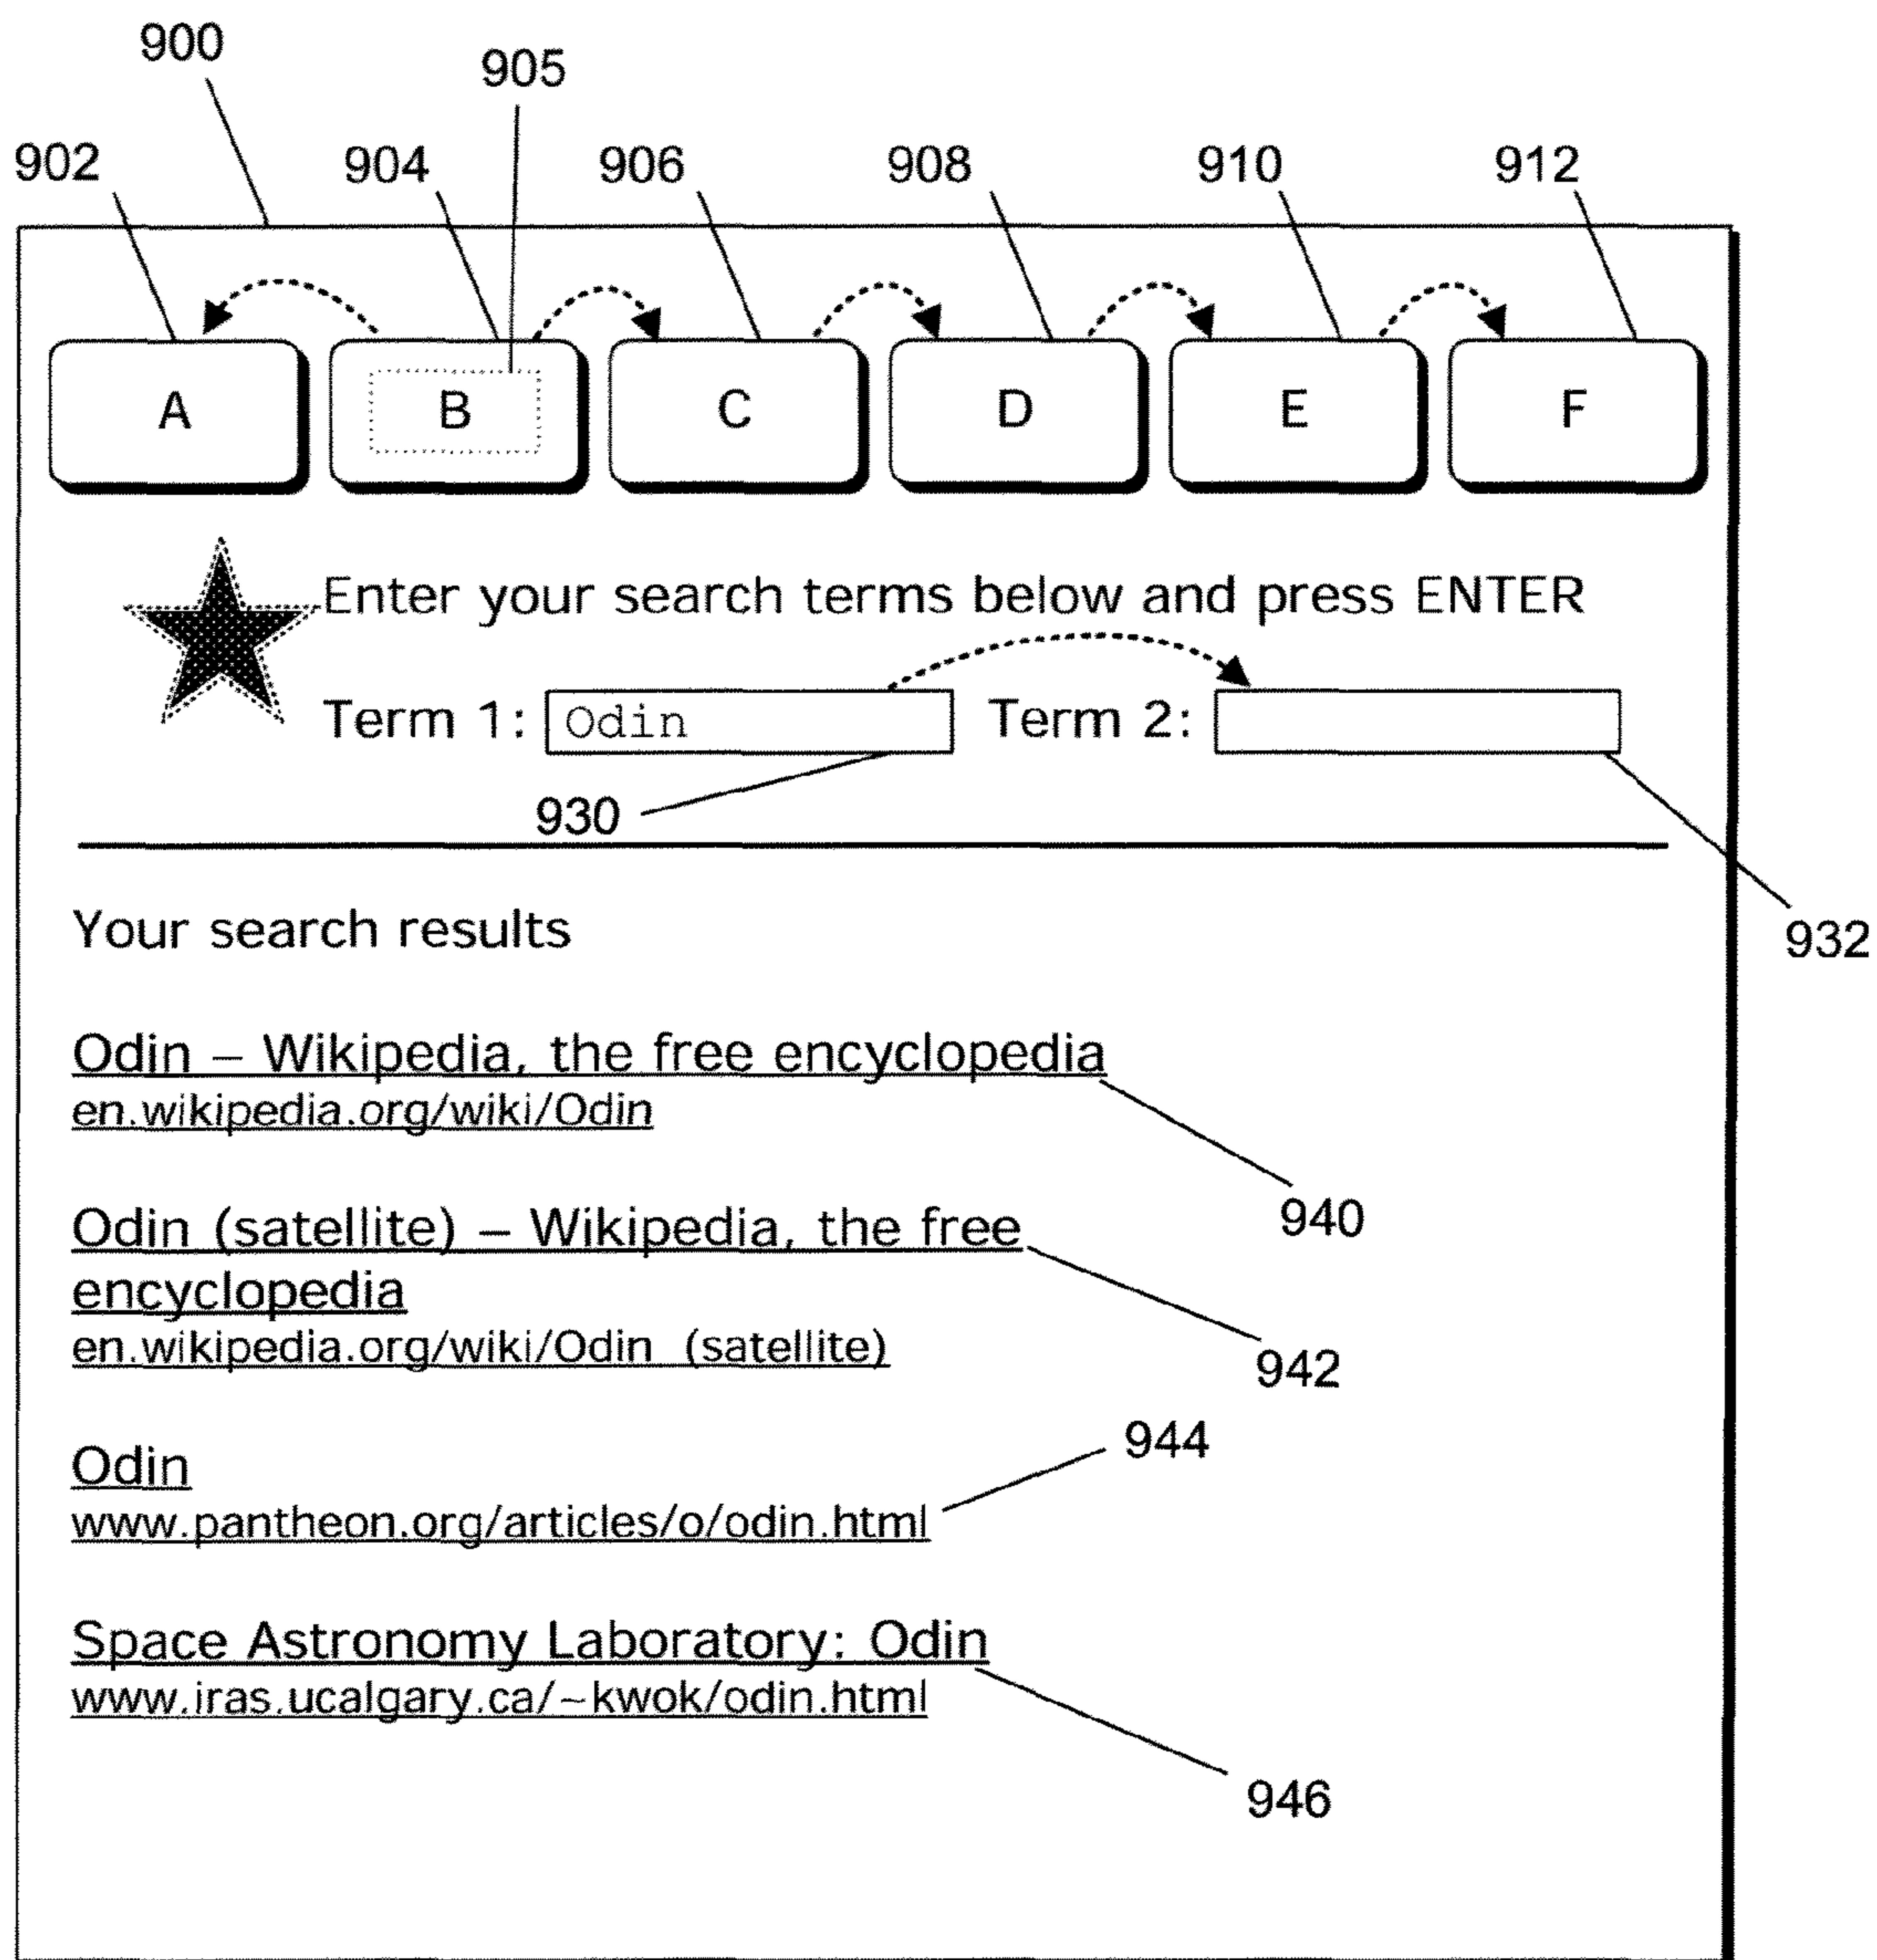 900
905
902 904 906 908 910 912
A B C D E F
Enter your search terms below and press ENTER
Term 1: Odin Term 2:
930
Your search results
932
Odin – Wikipedia, the free encyclopedia
en.wikipedia.org/wiki/Odin
940
Odin (satellite) – Wikipedia, the free
encyclopedia
en.wikipedia.org/wiki/Odin (satellite)
942
944
Odin
www.pantheon.org/articles/o/odin.html
Space Astronomy Laboratory: Odin
www.iras.ucalgary.ca/~kwok/odin.html
946